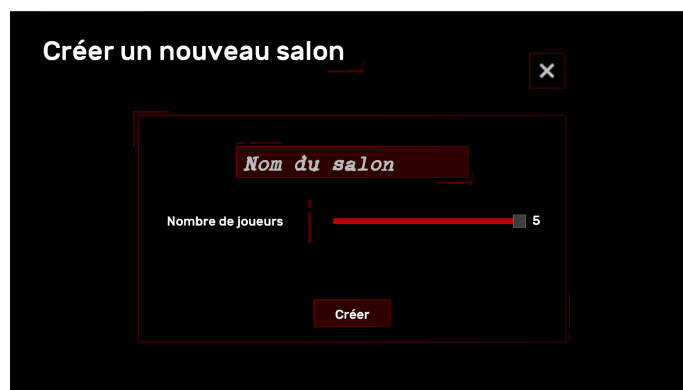 Créer un nouveau salon
×
Nom du salon
Nombre de joueurs 5
Créer